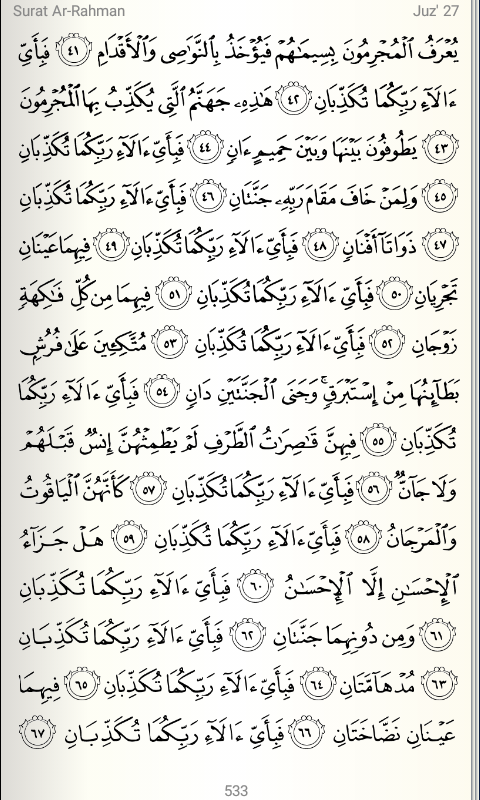 Surat Ar-Rahman Juz' 27
يُعْرَفُ ٱلْمُجْرِمُونَ بِسِيمَٰهُمْ فَيُؤْخَذُ بِٱلنَّوَٰصِى وَٱلْأَقْدَامِ ٤١ فَبِأَىِّ
ءَالَآءِ رَبِّكُمَا تُكَذِّبَانِ ٤٢ هَٰذِهِۦ جَهَنَّمُ ٱلَّتِى يُكَذِّبُ بِهَا ٱلْمُجْرِمُونَ
٤٣ يَطُوفُونَ بَيْنَهَا وَبَيْنَ حَمِيمٍ ءَانٍ ٤٤ فَبِأَىِّ ءَالَآءِ رَبِّكُمَا تُكَذِّبَانِ
٤٥ وَلِمَنْ خَافَ مَقَامَ رَبِّهِۦ جَنَّتَانِ ٤٦ فَبِأَىِّ ءَالَآءِ رَبِّكُمَا تُكَذِّبَانِ
٤٧ ذَوَاتَآ أَفْنَانٍ ٤٨ فَبِأَىِّ ءَالَآءِ رَبِّكُمَا تُكَذِّبَانِ ٤٩ فِيهِمَا عَيْنَانِ
تَجْرِيَانِ ٥٠ فَبِأَىِّ ءَالَآءِ رَبِّكُمَا تُكَذِّبَانِ ٥١ فِيهِمَا مِن كُلِّ فَٰكِهَةٍ
زَوْجَانِ ٥٢ فَبِأَىِّ ءَالَآءِ رَبِّكُمَا تُكَذِّبَانِ ٥٣ مُتَّكِـِٔينَ عَلَىٰ فُرُشٍۭ
بَطَآئِنُهَا مِنْ إِسْتَبْرَقٍ ۚ وَجَنَى ٱلْجَنَّتَيْنِ دَانٍ ٥٤ فَبِأَىِّ ءَالَآءِ رَبِّكُمَا
تُكَذِّبَانِ ٥٥ فِيهِنَّ قَٰصِرَٰتُ ٱلطَّرْفِ لَمْ يَطْمِثْهُنَّ إِنسٌ قَبْلَهُمْ
وَلَا جَآنٌّ ٥٦ فَبِأَىِّ ءَالَآءِ رَبِّكُمَا تُكَذِّبَانِ ٥٧ كَأَنَّهُنَّ ٱلْيَاقُوتُ
وَٱلْمَرْجَانُ ٥٨ فَبِأَىِّ ءَالَآءِ رَبِّكُمَا تُكَذِّبَانِ ٥٩ هَلْ جَزَآءُ
ٱلْإِحْسَٰنِ إِلَّا ٱلْإِحْسَٰنُ ٦٠ فَبِأَىِّ ءَالَآءِ رَبِّكُمَا تُكَذِّبَانِ
٦١ وَمِن دُونِهِمَا جَنَّتَانِ ٦٢ فَبِأَىِّ ءَالَآءِ رَبِّكُمَا تُكَذِّبَانِ
٦٣ مُدْهَآمَّتَانِ ٦٤ فَبِأَىِّ ءَالَآءِ رَبِّكُمَا تُكَذِّبَانِ ٦٥ فِيهِمَا
عَيْنَانِ نَضَّاخَتَانِ ٦٦ فَبِأَىِّ ءَالَآءِ رَبِّكُمَا تُكَذِّبَانِ ٦٧
533